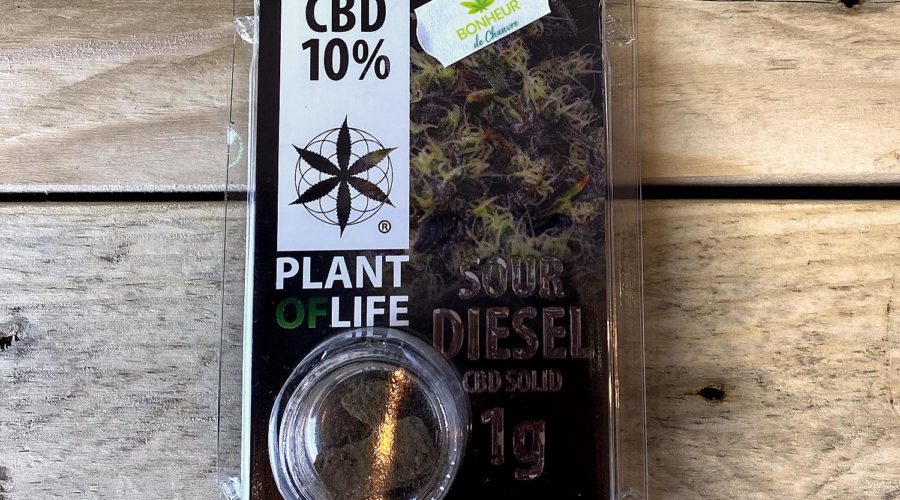 CBD
10%
BONHEUR
de Chanvre
®
PLANT
OF LIFE
SOUR
DIESEL
CBD SOLID
1g